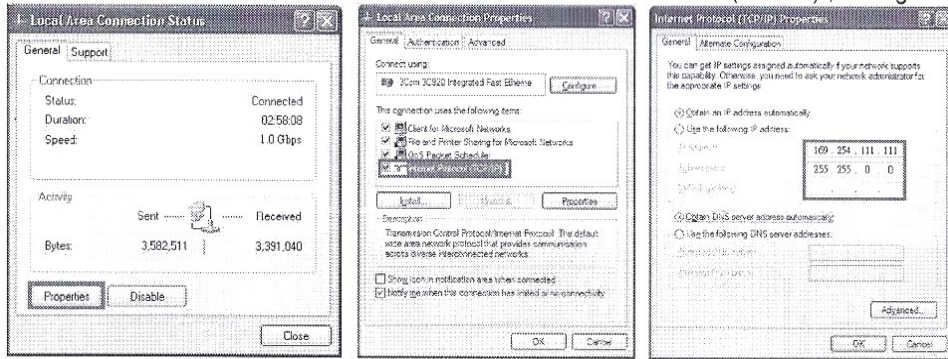 Local Area Connection Status
General Support
Connection
Status: Connected
Duration: 02:58:08
Speed: 1.0 Gbps
Activity
Sent Received
Bytes: 3,582,511 3,391,040
Properties Disable
Close
Local Area Connection Properties
General Authentication Advanced
Connect using:
3Com 3C920 Integrated Fast Etherne Configure...
This connection uses the following items:
Client for Microsoft Networks
File and Printer Sharing for Microsoft Networks
QoS Packet Scheduler
Internet Protocol (TCP/IP)
Install... Properties
Description
Transmission Control Protocol/Internet Protocol. The default
wide area network protocol that provides communication
across diverse interconnected networks.
Show icon in notification area when connected
Notify me when this connection has limited or no connectivity
OK Cancel
Internet Protocol (TCP/IP) Properties
General Alternate Configuration
You can get IP settings assigned automatically if your network supports
this capability. Otherwise, you need to ask your network administrator for
the appropriate IP settings.
Obtain an IP address automatically
Use the following IP address:
169 . 254 . 111 . 111
255 . 255 . 0 . 0
Obtain DNS server address automatically
Use the following DNS server addresses:
Advanced...
OK Cancel